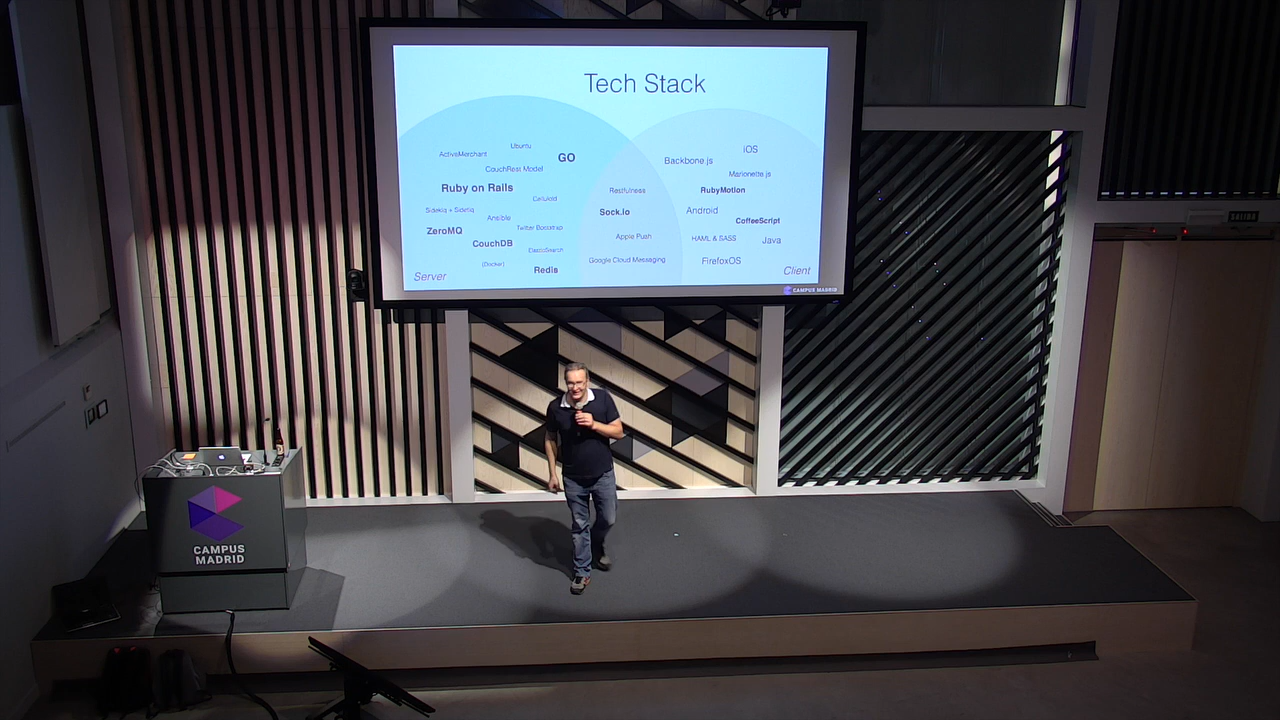 Tech Stack
Ubuntu
ActiveMerchant
GO
CouchRest Model
Ruby on Rails
Celluloid
Sidekiq + Sidetiq
Ansible
ZeroMQ
Twitter Bootstrap
CouchDB
ElasticSearch
(Docker)
Redis
Server
Restfulness
Sock.io
Apple Push
Google Cloud Messaging
iOS
Backbone.js
Marionette.js
RubyMotion
Android
CoffeeScript
HAML & SASS
Java
FirefoxOS
Client
CAMPUS MADRID
SALIDA
CAMPUS
MADRID